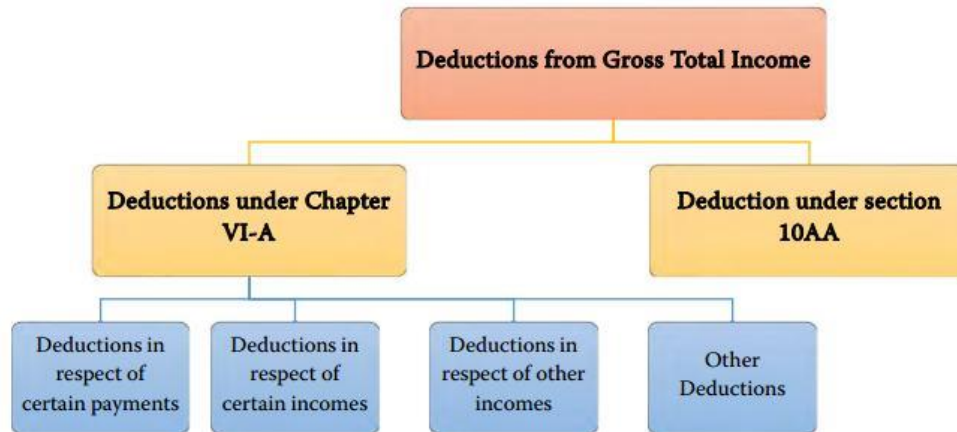 Deductions from Gross Total Income
Deductions under Chapter
VI-A
Deduction under section
10AA
Deductions in
respect of
certain payments
Deductions in
respect of
certain incomes
Deductions in
respect of other
incomes
Other
Deductions